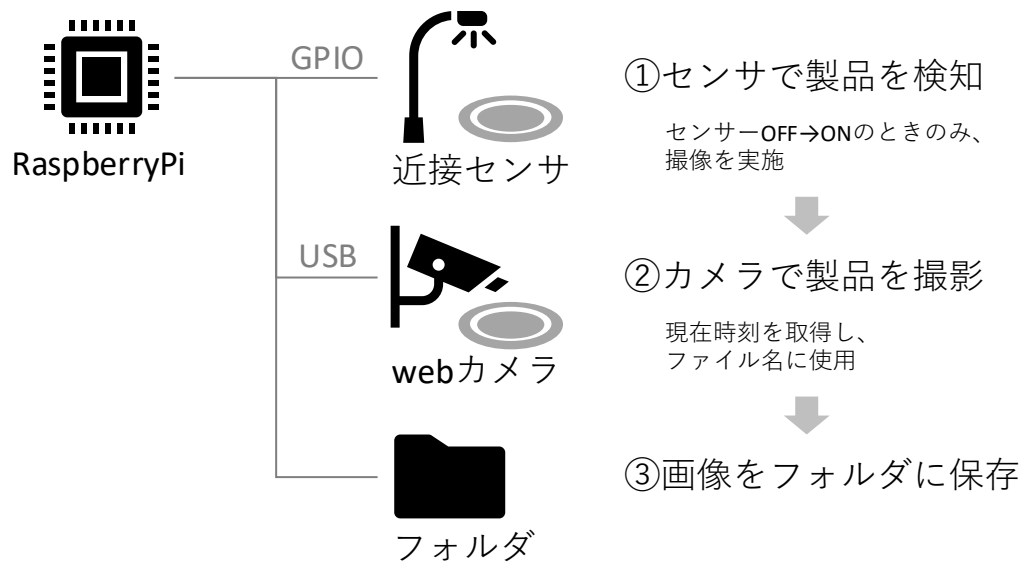 RaspberryPi
GPIO
近接センサ
USB
webカメラ
フォルダ
①センサで製品を検知
センサーOFF→ONのときのみ、
撮像を実施
②カメラで製品を撮影
現在時刻を取得し、
ファイル名に使用
③画像をフォルダに保存